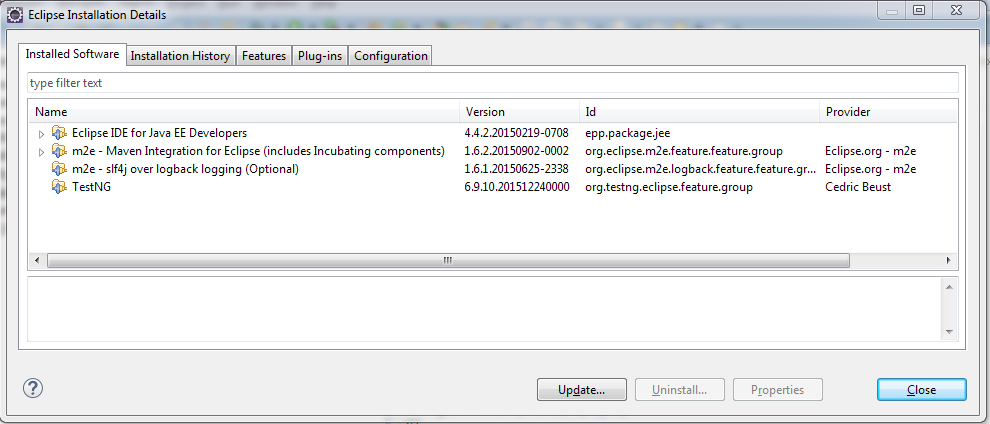 Eclipse Installation Details
Installed Software Installation History Features Plug-ins Configuration
type filter text
Name Version Id Provider
Eclipse IDE for Java EE Developers 4.4.2.20150219-0708 epp.package.jee
m2e - Maven Integration for Eclipse (includes Incubating components) 1.6.2.20150902-0002 org.eclipse.m2e.feature.feature.group Eclipse.org - m2e
m2e - slf4j over logback logging (Optional) 1.6.1.20150625-2338 org.eclipse.m2e.logback.feature.feature.gr... Eclipse.org - m2e
TestNG 6.9.10.201512240000 org.testng.eclipse.feature.group Cedric Beust
? Update... Uninstall... Properties Close